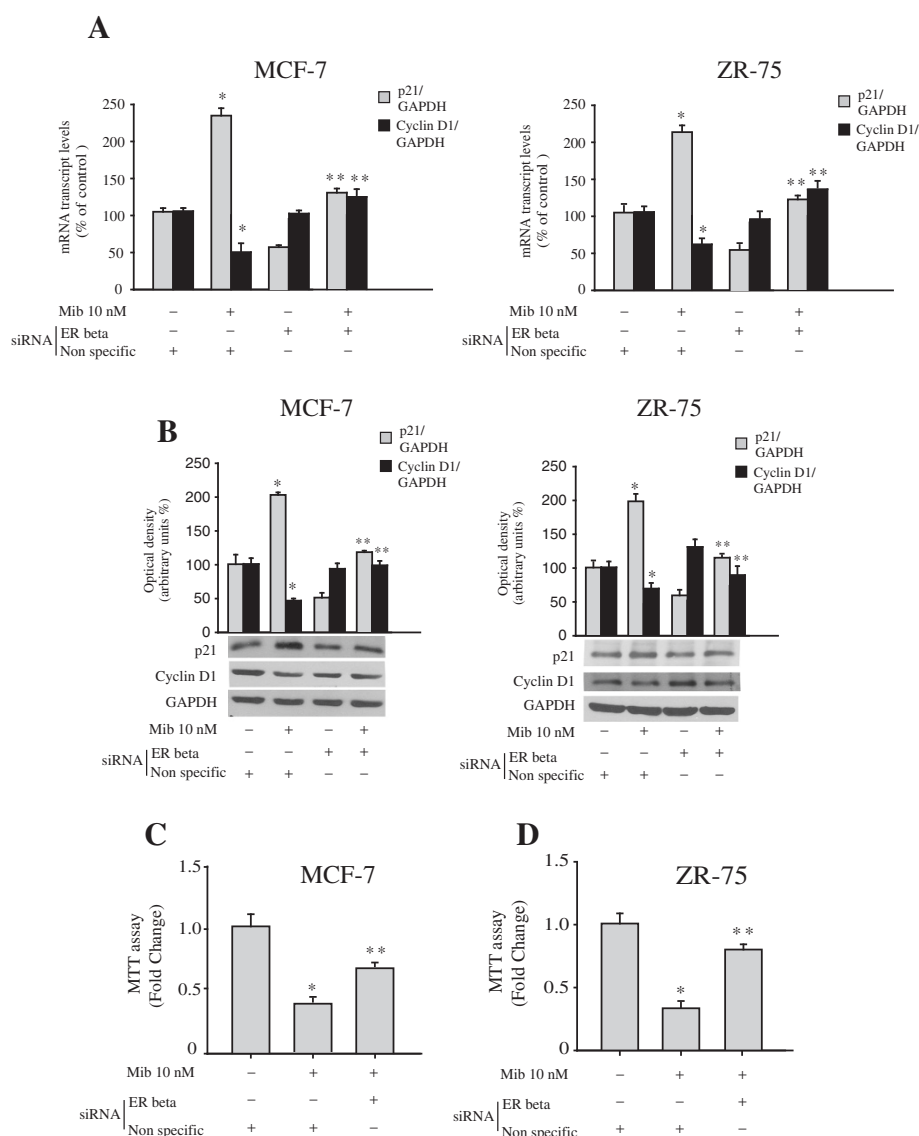 A
MCF-7
p21/
GAPDH
Cyclin D1/
GAPDH
mRNA transcript levels
(% of control )
250
200
150
100
50
0
*
*
** **
Mib 10 nM - + - +
siRNA
ER beta - - + +
Non specific + + - -
ZR-75
p21/
GAPDH
Cyclin D1/
GAPDH
mRNA transcript levels
(% of control )
250
200
150
100
50
0
*
*
** **
- + - +
siRNA
ER beta - - + +
Non specific + + - -
B
MCF-7
p21/
GAPDH
Cyclin D1/
GAPDH
Optical density
(arbitrary units %)
250
200
150
100
50
0
*
*
** **
p21
Cyclin D1
GAPDH
Mib 10 nM - + - +
siRNA
ER beta - - + +
Non specific + + - -
ZR-75
p21/
GAPDH
Cyclin D1/
GAPDH
Optical density
(arbitrary units %)
250
200
150
100
50
0
*
*
** **
p21
Cyclin D1
GAPDH
Mib 10 nM - + - +
siRNA
ER beta - - + +
Non specific + + - -
C
MCF-7
MTT assay
(Fold Change)
1.5
1.0
0.5
0
*
**
Mib 10 nM - + +
siRNA
ER beta - - +
Non specific + + -
D
ZR-75
MTT assay
(Fold Change)
1.5
1.0
0.5
0
*
**
Mib 10 nM - + +
siRNA
ER beta - - +
Non specific + + -